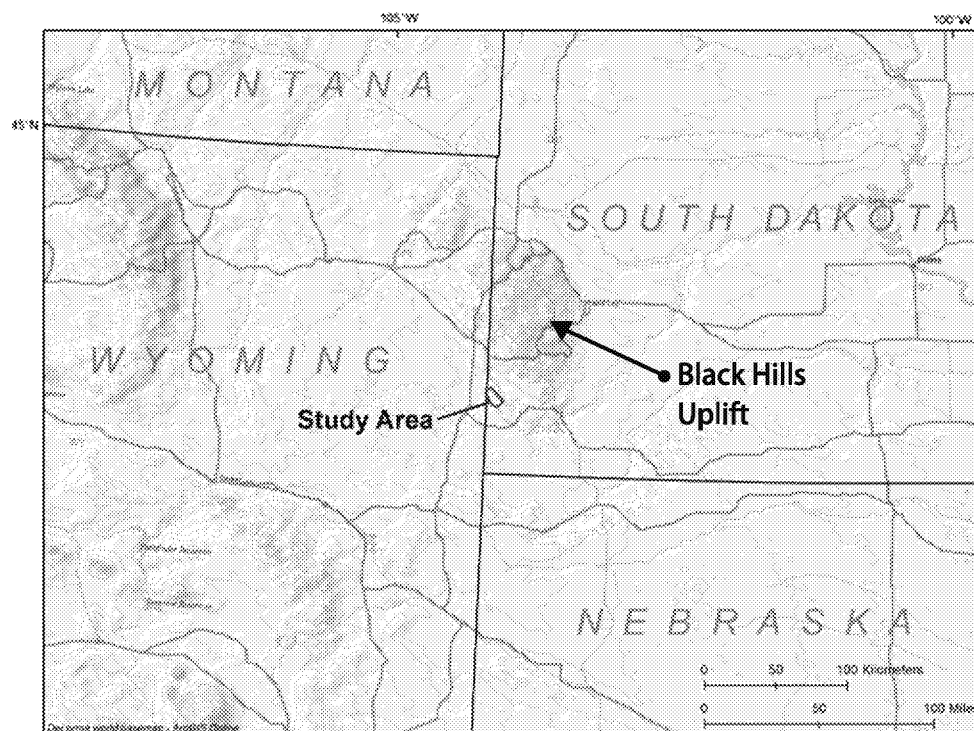 105°W
100°W
MONTANA
45°N
SOUTH DAKOTA
WYOMING
Black Hills
Uplift
Study Area
NEBRASKA
0 50 100 Kilometers
0 50 100 Miles